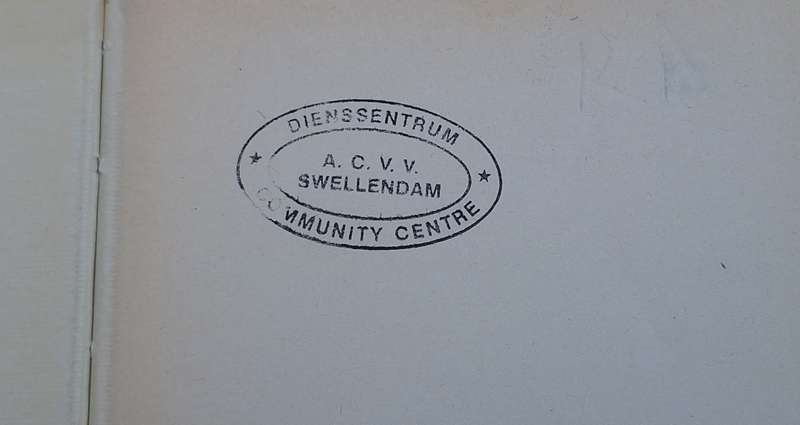 DIENSSENTRUM
A. C. V. V.
SWELLENDAM
COMMUNITY CENTRE